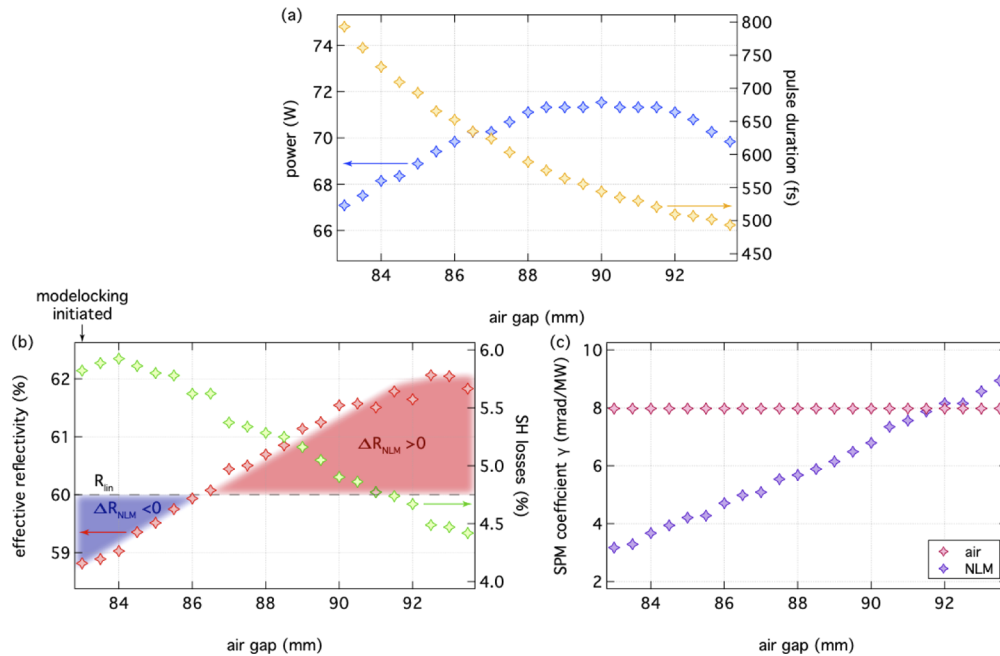 (a)
74
72
70
68
66
power (W)
800
750
700
650
600
550
500
450
pulse duration (fs)
84
86
88
90
92
air gap (mm)
modelocking
initiated
(b)
62
61
60
59
effective reflectivity (%)
R_lin
ΔR_NLM <0
ΔR_NLM >0
6.0
5.5
5.0
4.5
4.0
SH losses (%)
84
86
88
90
92
air gap (mm)
(c)
10
8
6
4
2
SPM coefficient γ (mrad/MW)
air
NLM
84
86
88
90
92
air gap (mm)